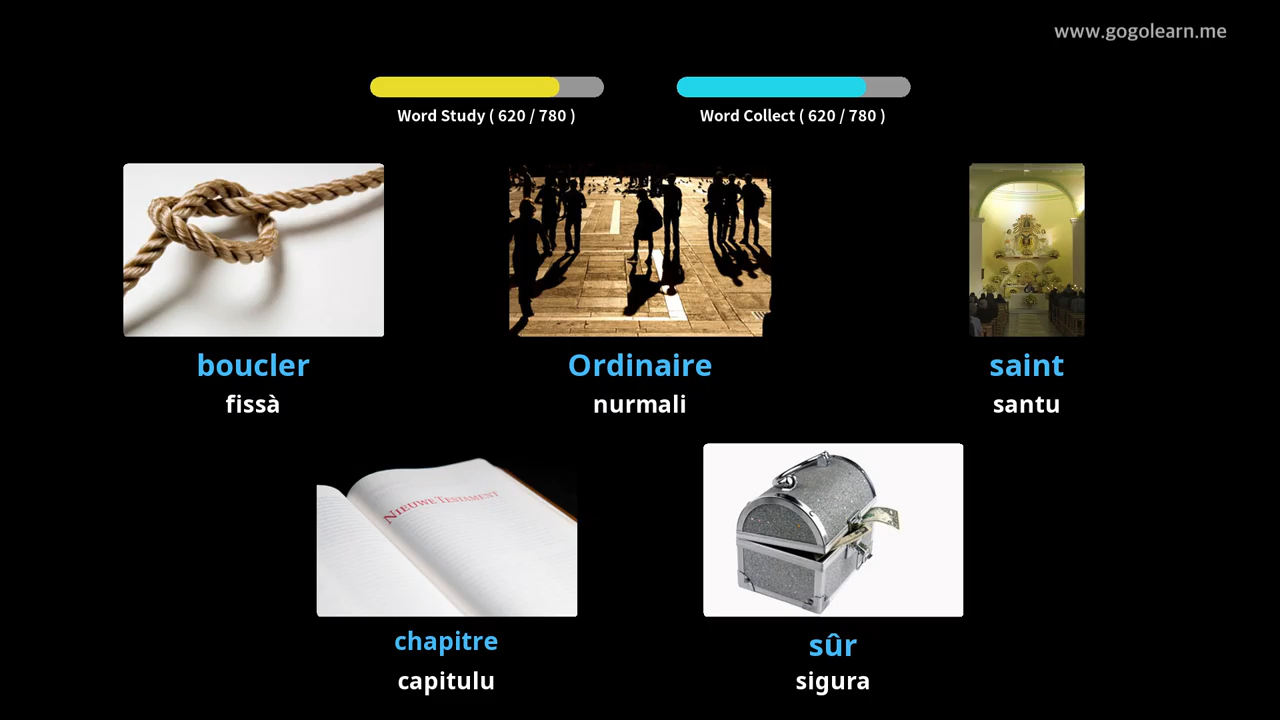 www.gogolearn.me
Word Study ( 620 / 780 )
Word Collect ( 620 / 780 )
boucler
fissà
Ordinaire
nurmali
saint
santu
NIEUWE TESTAMENT
chapitre
capitulu
sûr
sigura